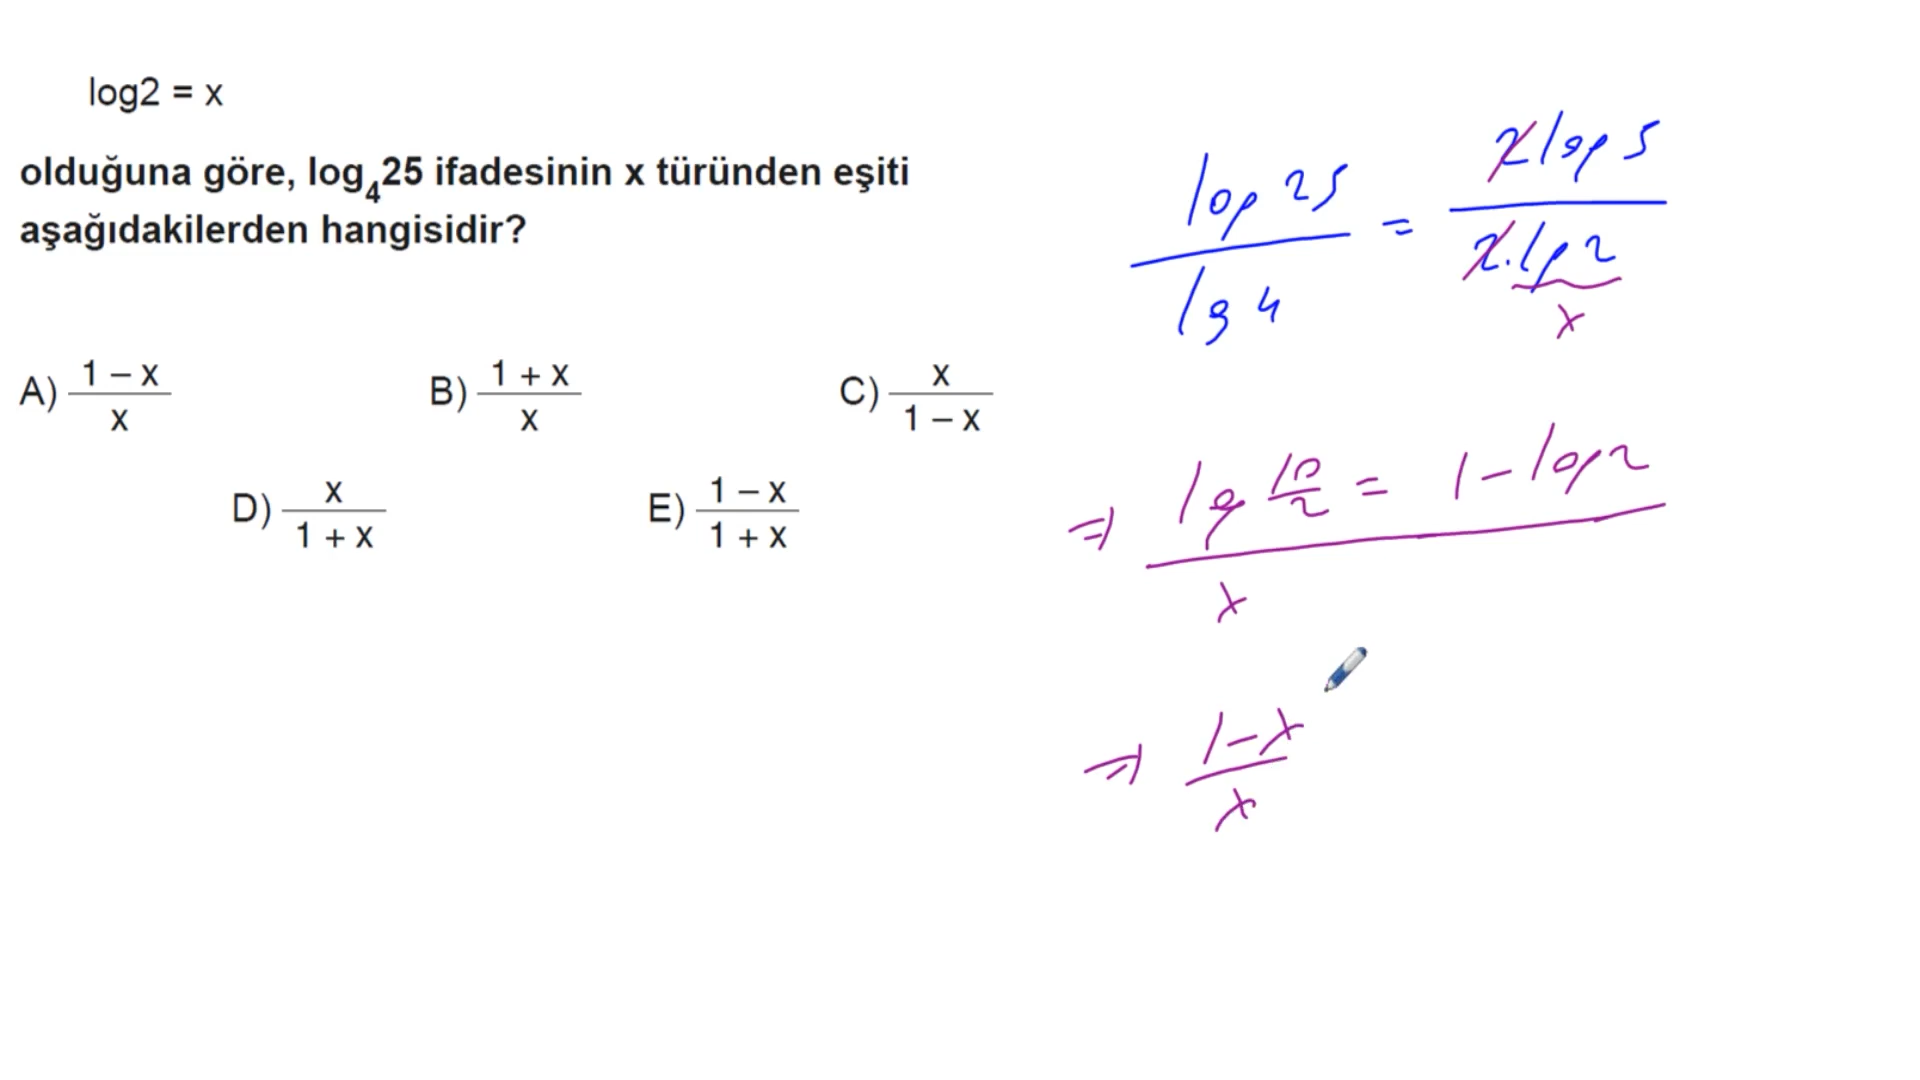 log2 = x
olduğuna göre, log₄25 ifadesinin x türünden eşiti
aşağıdakilerden hangisidir?
A) (1 – x)/x B) (1 + x)/x C) x/(1 – x)
D) x/(1 + x) E) (1 – x)/(1 + x)
log 25 / log 4 = 2 log 5 / 2 . log 2
x
⇒ log 10/2 = 1 - log 2
x
⇒ (1 - x)/x